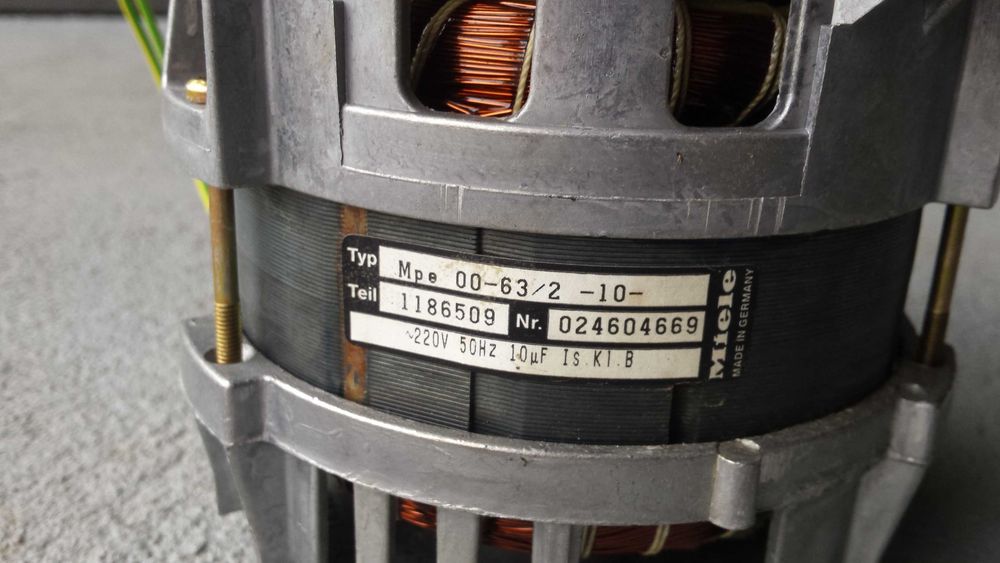 Typ Mpe 00-63/2 -10-
Teil 1186509 Nr. 024604669
~220V 50Hz 10µF Is.Kl.B
Miele
MADE IN GERMANY